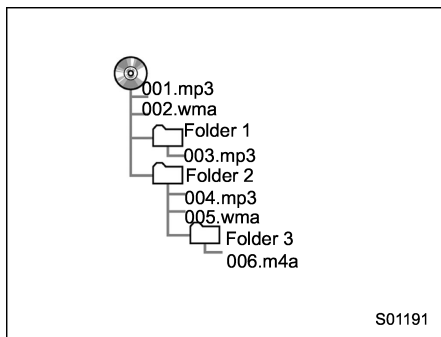 001.mp3
002.wma
Folder 1
003.mp3
Folder 2
004.mp3
005.wma
Folder 3
006.m4a
S01191